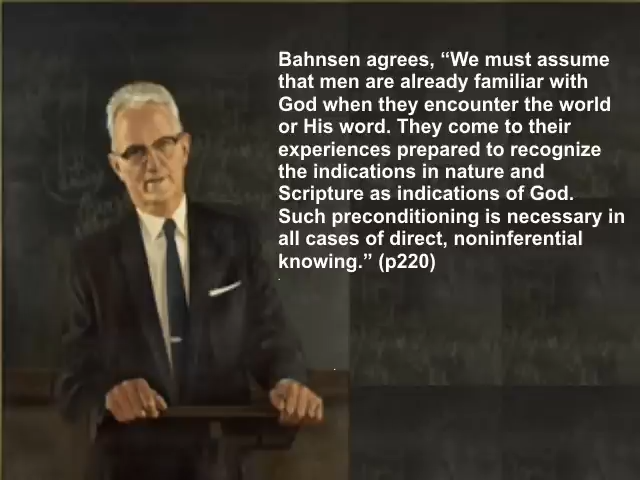 Bahnsen agrees, “We must assume
that men are already familiar with
God when they encounter the world
or His word. They come to their
experiences prepared to recognize
the indications in nature and
Scripture as indications of God.
Such preconditioning is necessary in
all cases of direct, noninferential
knowing.” (p220)